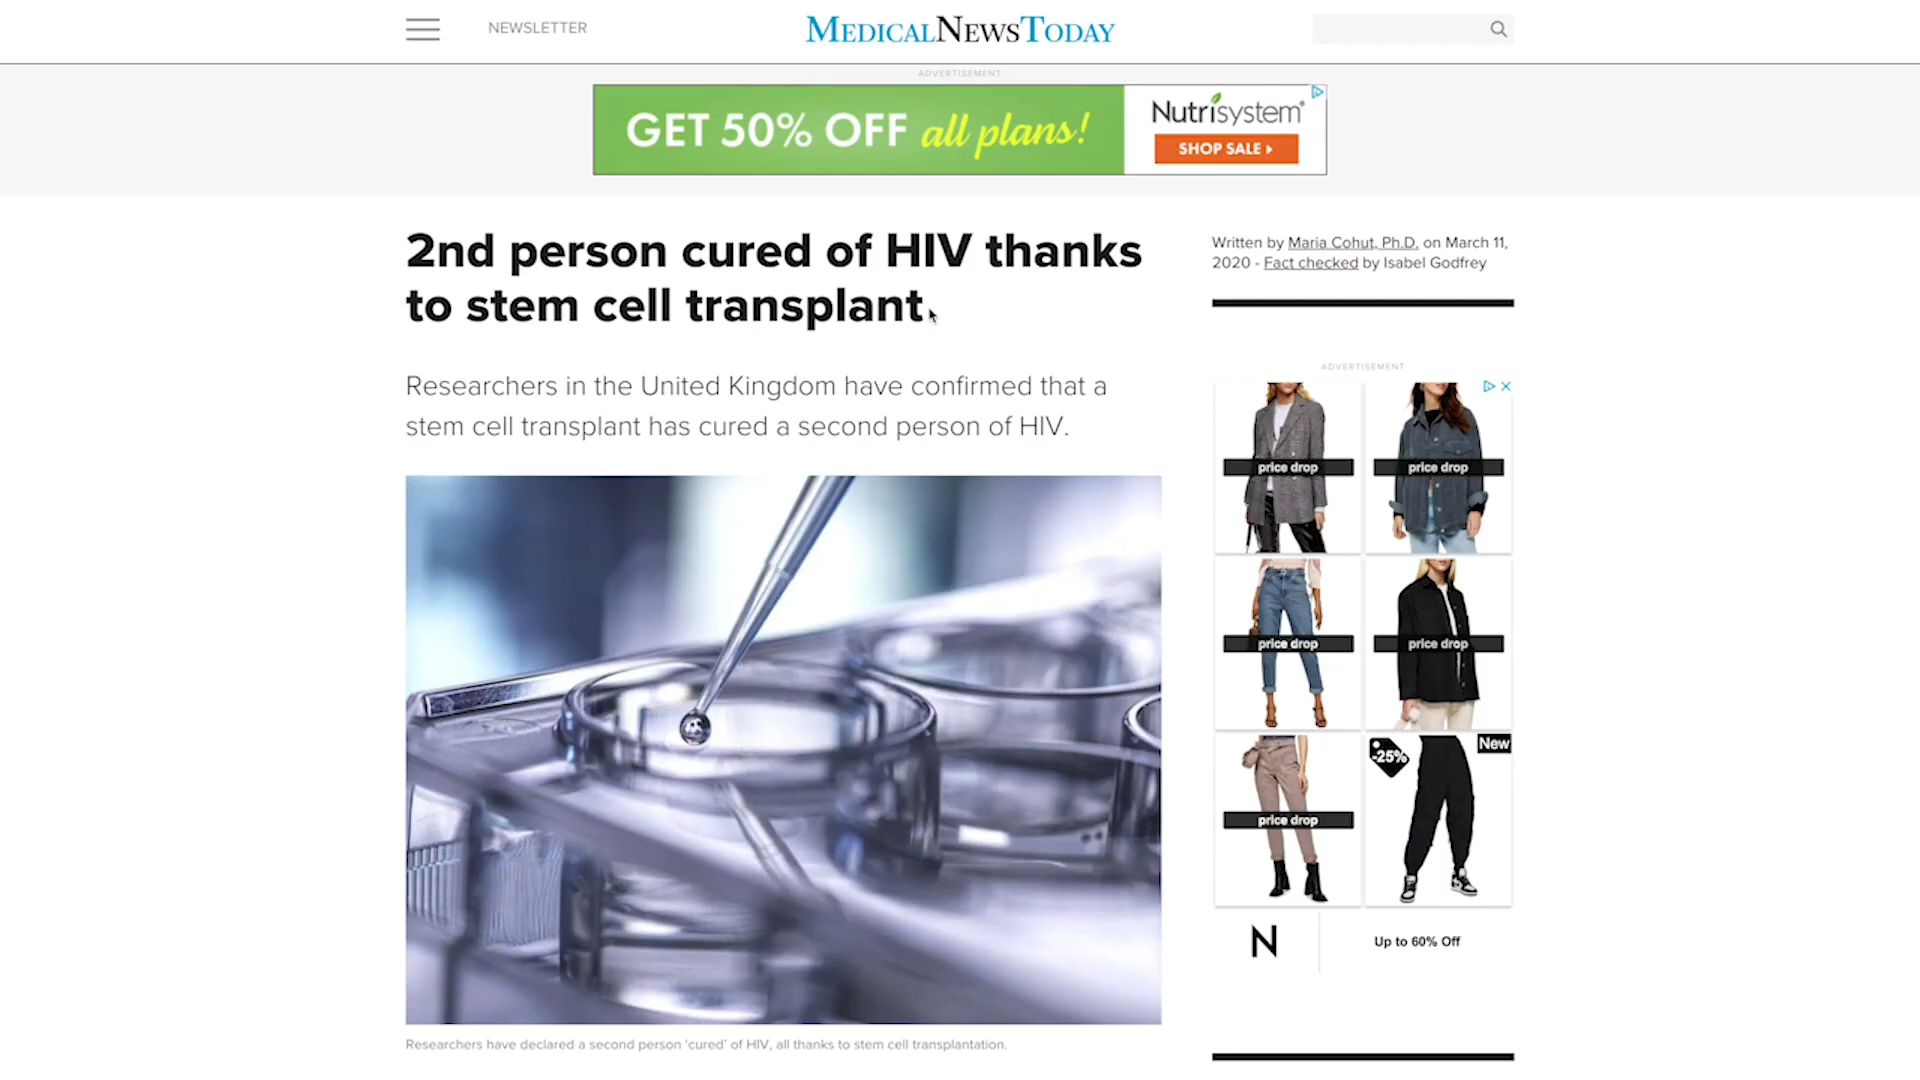 NEWSLETTER
MEDICALNEWSTODAY
ADVERTISEMENT
GET 50% OFF all plans!
Nutrisystem®
SHOP SALE
2nd person cured of HIV thanks
to stem cell transplant
Written by Maria Cohut, Ph.D. on March 11,
2020 - Fact checked by Isabel Godfrey
Researchers in the United Kingdom have confirmed that a
stem cell transplant has cured a second person of HIV.
ADVERTISEMENT
price drop
price drop
price drop
price drop
price drop
-25%
New
N
Up to 60% Off
Researchers have declared a second person ‘cured’ of HIV, all thanks to stem cell transplantation.